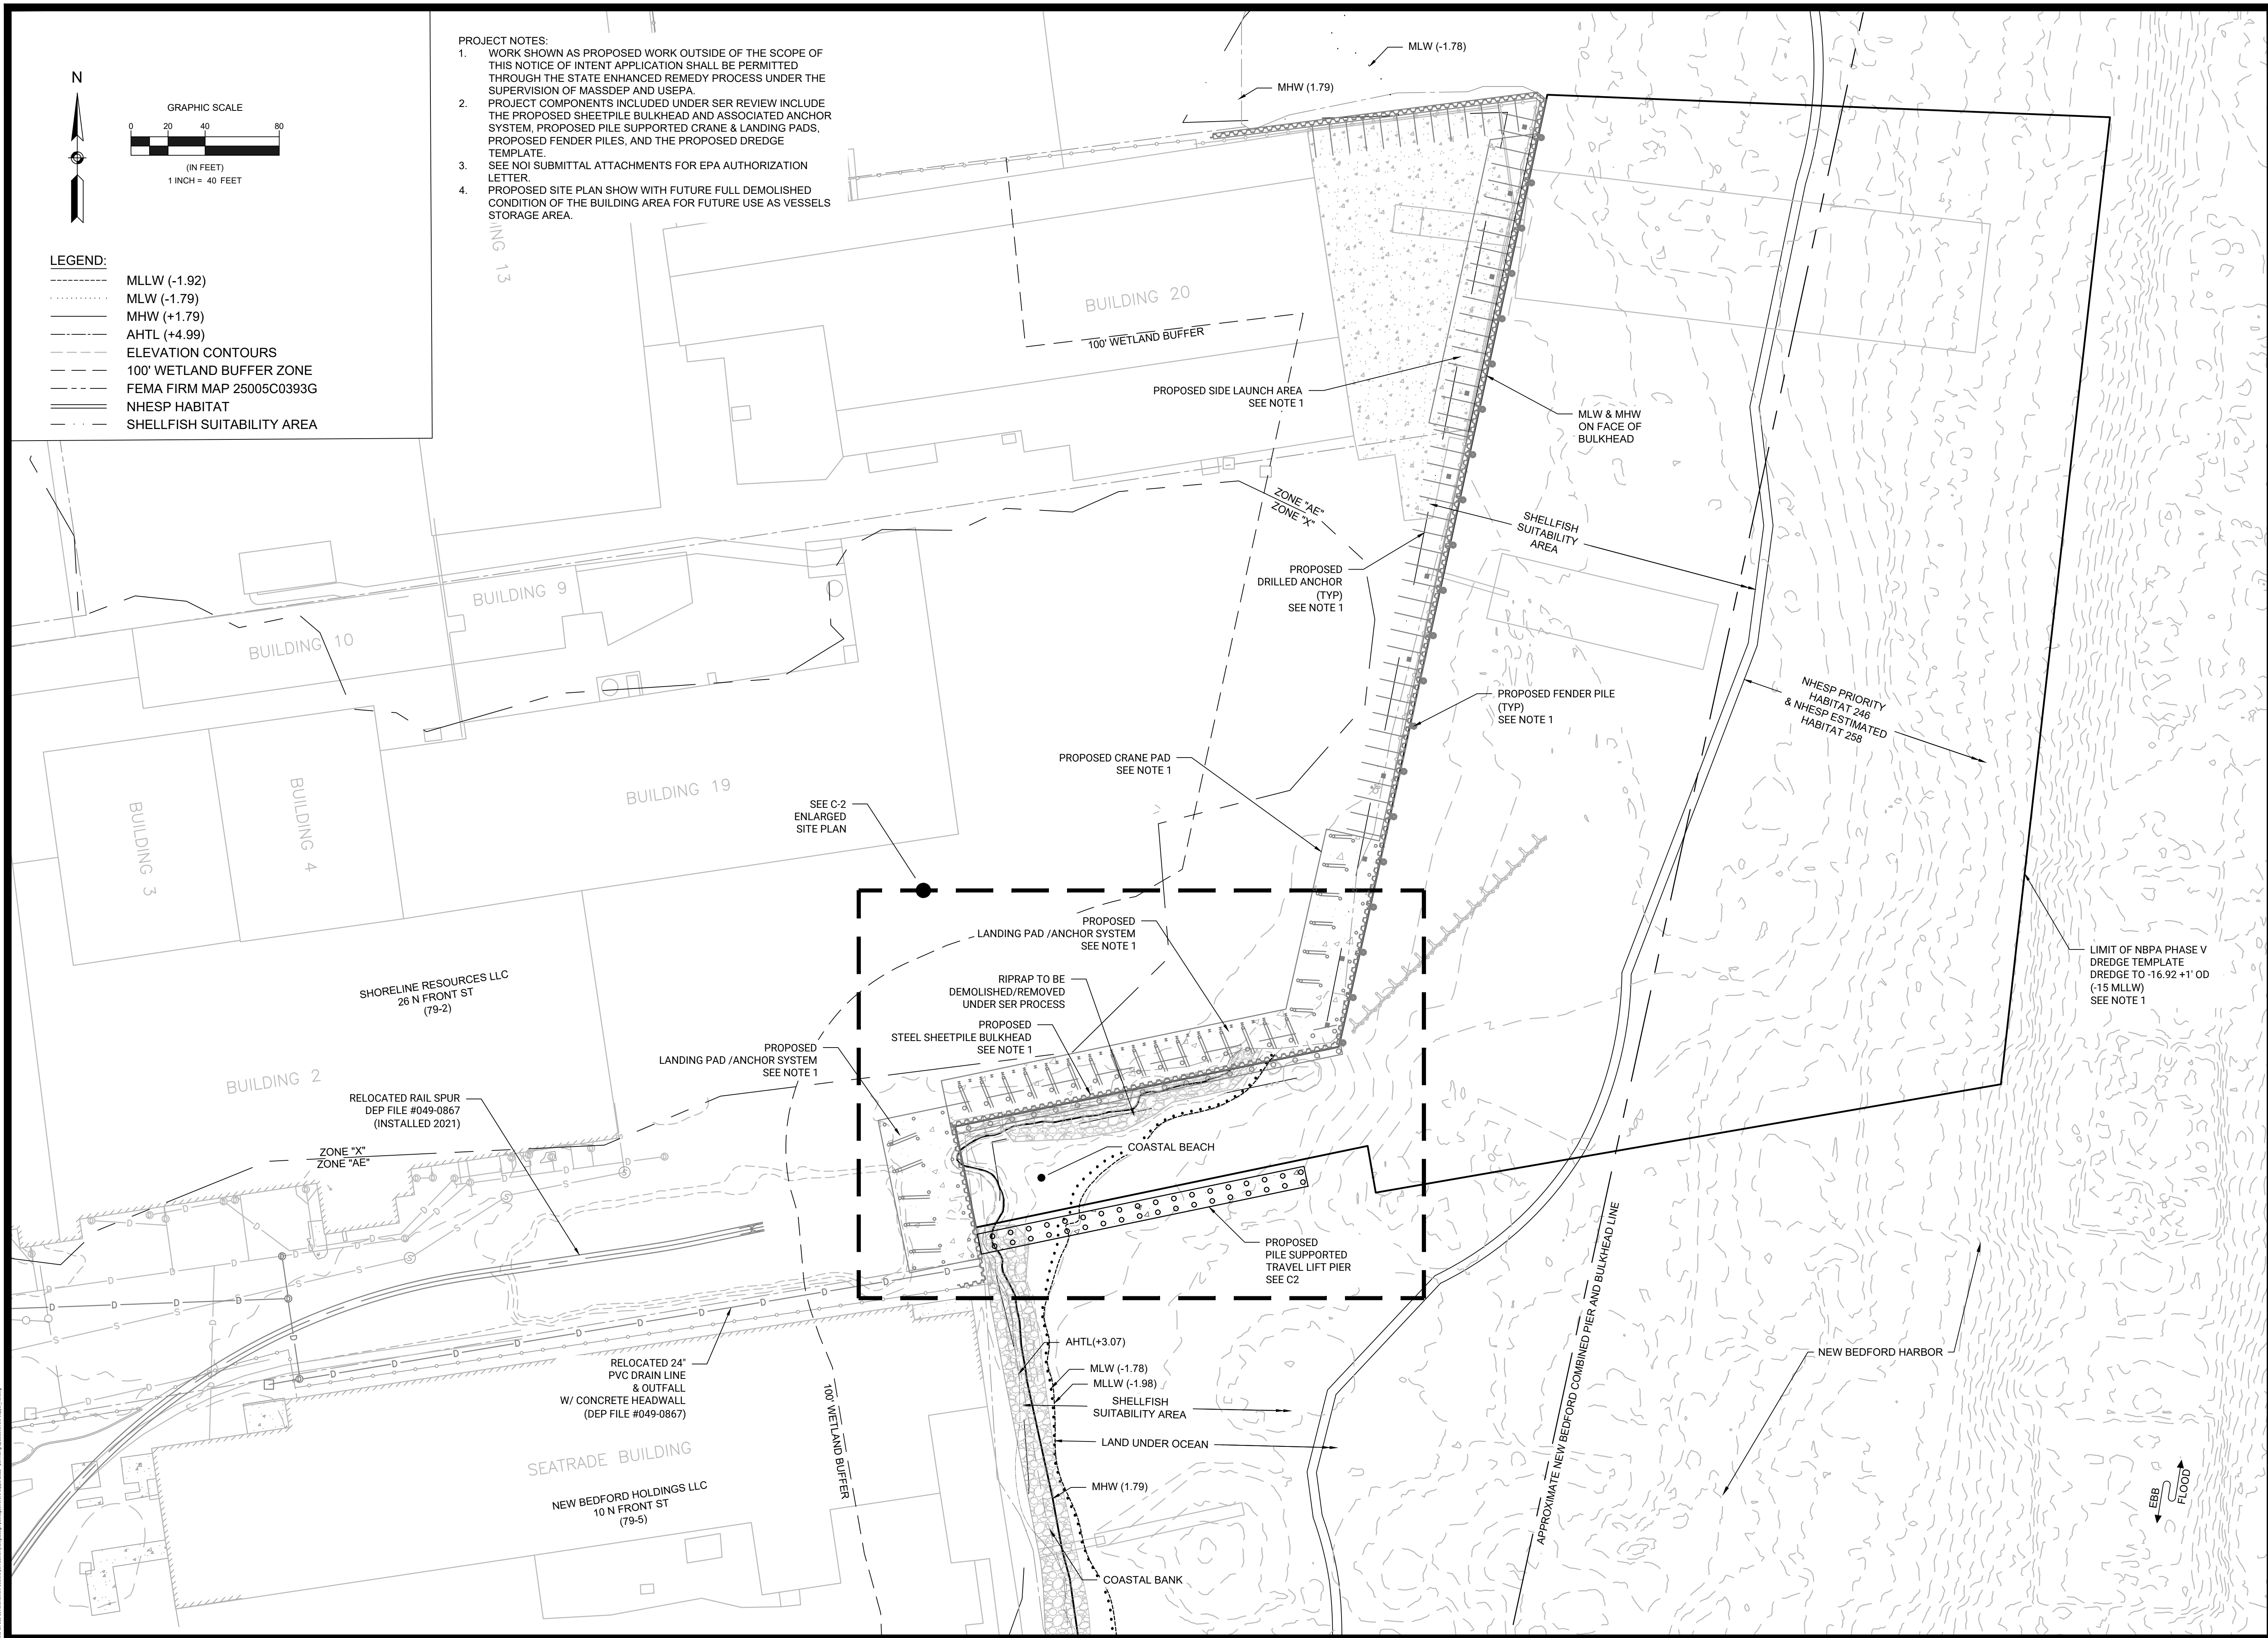 PROJECT NOTES:
1. WORK SHOWN AS PROPOSED WORK OUTSIDE OF THE SCOPE OF
THIS NOTICE OF INTENT APPLICATION SHALL BE PERMITTED
THROUGH THE STATE ENHANCED REMEDY PROCESS UNDER THE
SUPERVISION OF MASSDEP AND USEPA.
2. PROJECT COMPONENTS INCLUDED UNDER SER REVIEW INCLUDE
THE PROPOSED SHEETPILE BULKHEAD AND ASSOCIATED ANCHOR
SYSTEM, PROPOSED PILE SUPPORTED CRANE & LANDING PADS,
PROPOSED FENDER PILES, AND THE PROPOSED DREDGE
TEMPLATE.
3. SEE NOI SUBMITTAL ATTACHMENTS FOR EPA AUTHORIZATION
LETTER.
4. PROPOSED SITE PLAN SHOW WITH FUTURE FULL DEMOLISHED
CONDITION OF THE BUILDING AREA FOR FUTURE USE AS VESSELS
STORAGE AREA.
N
GRAPHIC SCALE
0 20 40 80
(IN FEET)
1 INCH = 40 FEET
LEGEND:
MLLW (-1.92)
MLW (-1.79)
MHW (+1.79)
AHTL (+4.99)
ELEVATION CONTOURS
100' WETLAND BUFFER ZONE
FEMA FIRM MAP 25005C0393G
NHESP HABITAT
SHELLFISH SUITABILITY AREA
MLW (-1.78)
MHW (1.79)
ING 13
BUILDING 20
100' WETLAND BUFFER
PROPOSED SIDE LAUNCH AREA
SEE NOTE 1
MLW & MHW
ON FACE OF
BULKHEAD
ZONE "AE"
ZONE "X"
SHELLFISH
SUITABILITY
AREA
PROPOSED
DRILLED ANCHOR
(TYP)
SEE NOTE 1
BUILDING 9
BUILDING 10
PROPOSED FENDER PILE
(TYP)
SEE NOTE 1
NHESP PRIORITY
HABITAT 246
& NHESP ESTIMATED
HABITAT 258
PROPOSED CRANE PAD
SEE NOTE 1
BUILDING 19
BUILDING 4
BUILDING 3
SEE C-2
ENLARGED
SITE PLAN
PROPOSED
LANDING PAD /ANCHOR SYSTEM
SEE NOTE 1
LIMIT OF NBPA PHASE V
DREDGE TEMPLATE
DREDGE TO -16.92 +1' OD
(-15 MLLW)
SEE NOTE 1
RIPRAP TO BE
DEMOLISHED/REMOVED
UNDER SER PROCESS
SHORELINE RESOURCES LLC
26 N FRONT ST
(79-2)
PROPOSED
STEEL SHEETPILE BULKHEAD
SEE NOTE 1
PROPOSED
LANDING PAD /ANCHOR SYSTEM
SEE NOTE 1
BUILDING 2
RELOCATED RAIL SPUR
DEP FILE #049-0867
(INSTALLED 2021)
ZONE "X"
ZONE "AE"
COASTAL BEACH
PROPOSED
PILE SUPPORTED
TRAVEL LIFT PIER
SEE C2
APPROXIMATE NEW BEDFORD COMBINED PIER AND BULKHEAD LINE
AHTL(+3.07)
NEW BEDFORD HARBOR
RELOCATED 24"
PVC DRAIN LINE
& OUTFALL
W/ CONCRETE HEADWALL
(DEP FILE #049-0867)
MLW (-1.78)
MLLW (-1.98)
SHELLFISH
SUITABILITY AREA
100' WETLAND BUFFER
LAND UNDER OCEAN
SEATRADE BUILDING
NEW BEDFORD HOLDINGS LLC
10 N FRONT ST
(79-5)
MHW (1.79)
EBB
FLOOD
COASTAL BANK